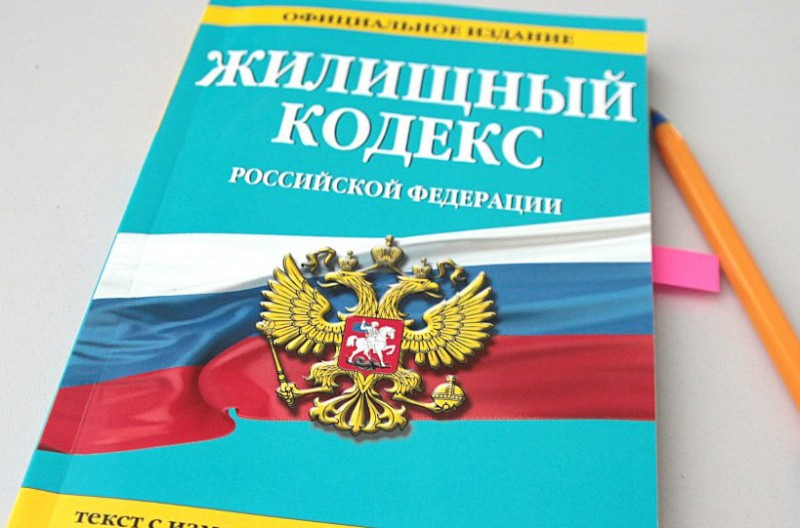 ОФИЦИАЛЬНОЕ ИЗДАНИЕ
ЖИЛИЩНЫЙ
КОДЕКС
РОССИЙСКОЙ ФЕДЕРАЦИИ
текст с